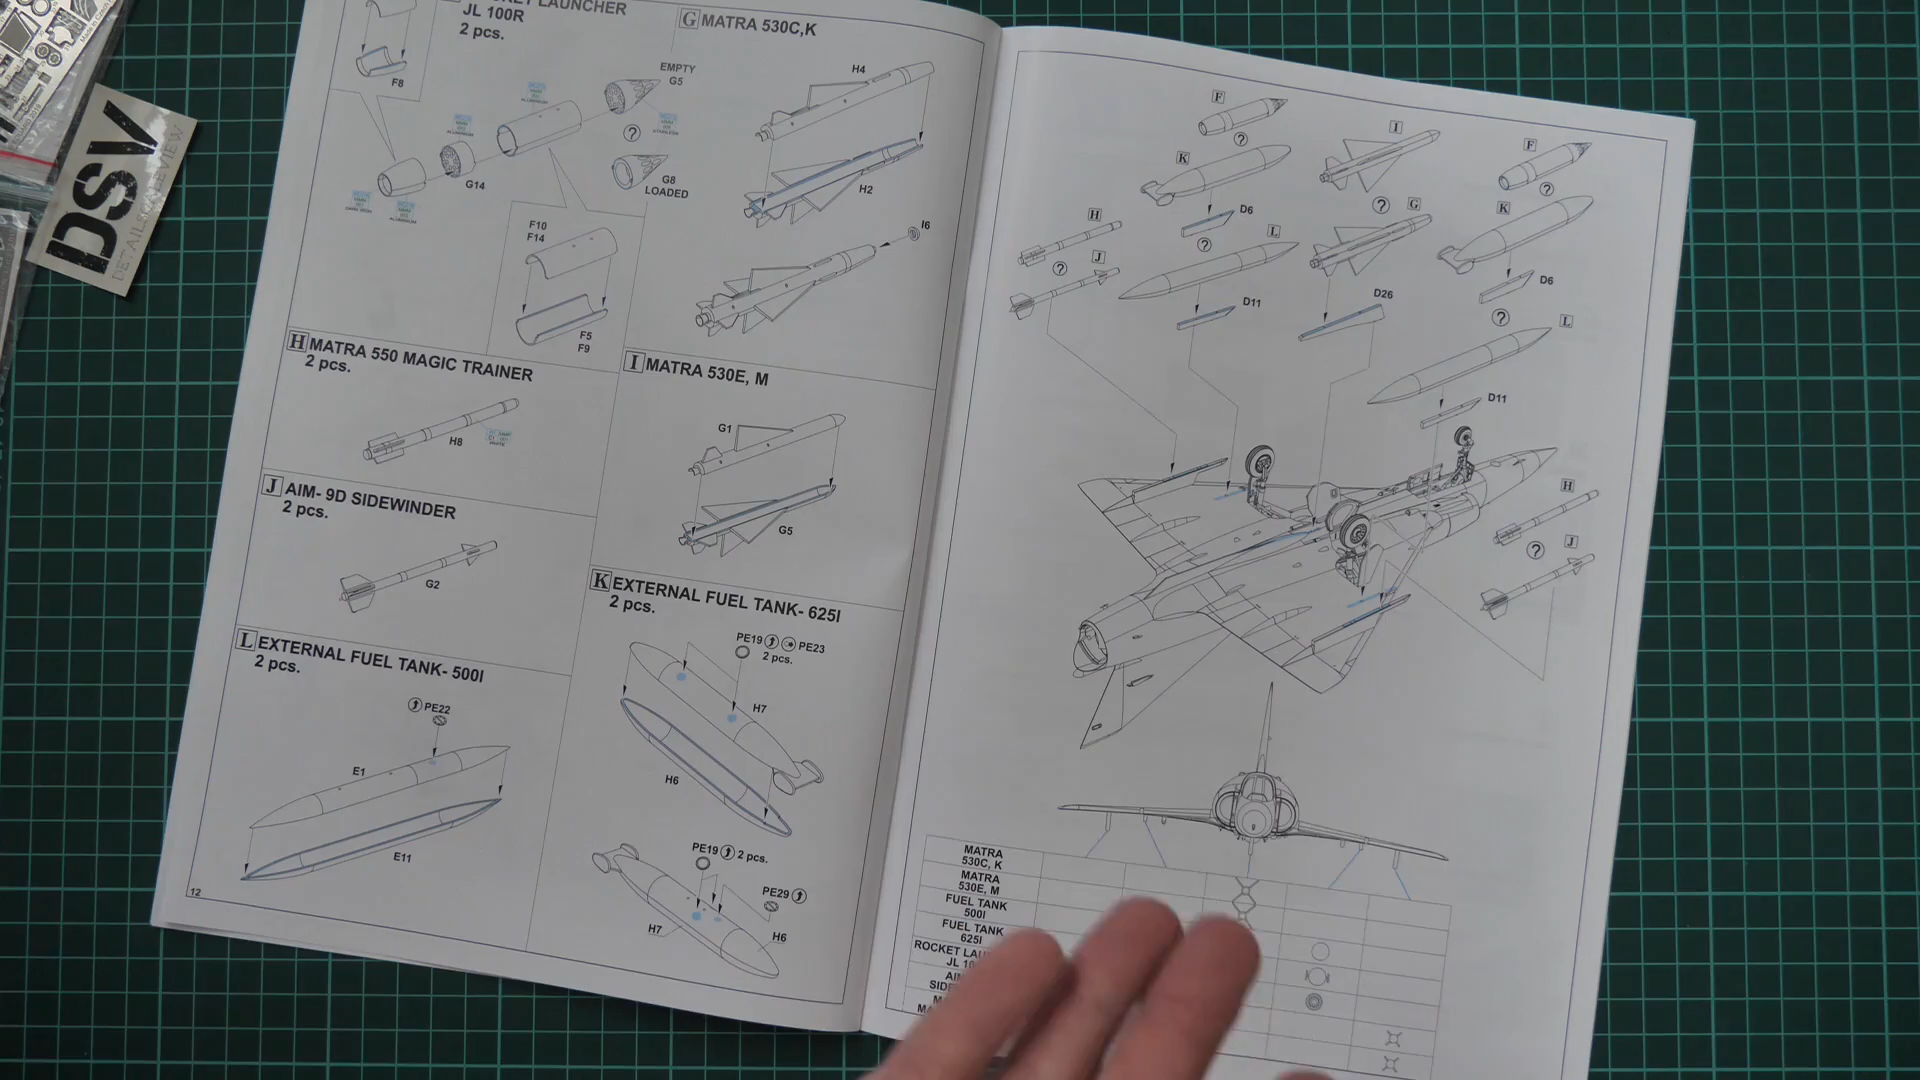 JL 100R
2 pcs.
F8
G14
EMPTY
G5
?
G8
LOADED
F10
F14
F5
F9
G MATRA 530C,K
H4
H2
I6
H MATRA 550 MAGIC TRAINER
2 pcs.
H8
I MATRA 530E, M
G1
G5
J AIM- 9D SIDEWINDER
2 pcs.
G2
K EXTERNAL FUEL TANK- 625l
2 pcs.
PE19 PE23
2 pcs.
H7
H6
PE19 2 pcs.
PE29
H7
H6
L EXTERNAL FUEL TANK- 500l
2 pcs.
PE22
E1
E11
12
F
?
K
D6
?
L
D11
H
?
J
I
?
G
D26
F
?
K
D6
?
L
D11
H
?
J
MATRA
530C, K
MATRA
530E, M
FUEL TANK
500l
FUEL TANK
625l
DSV